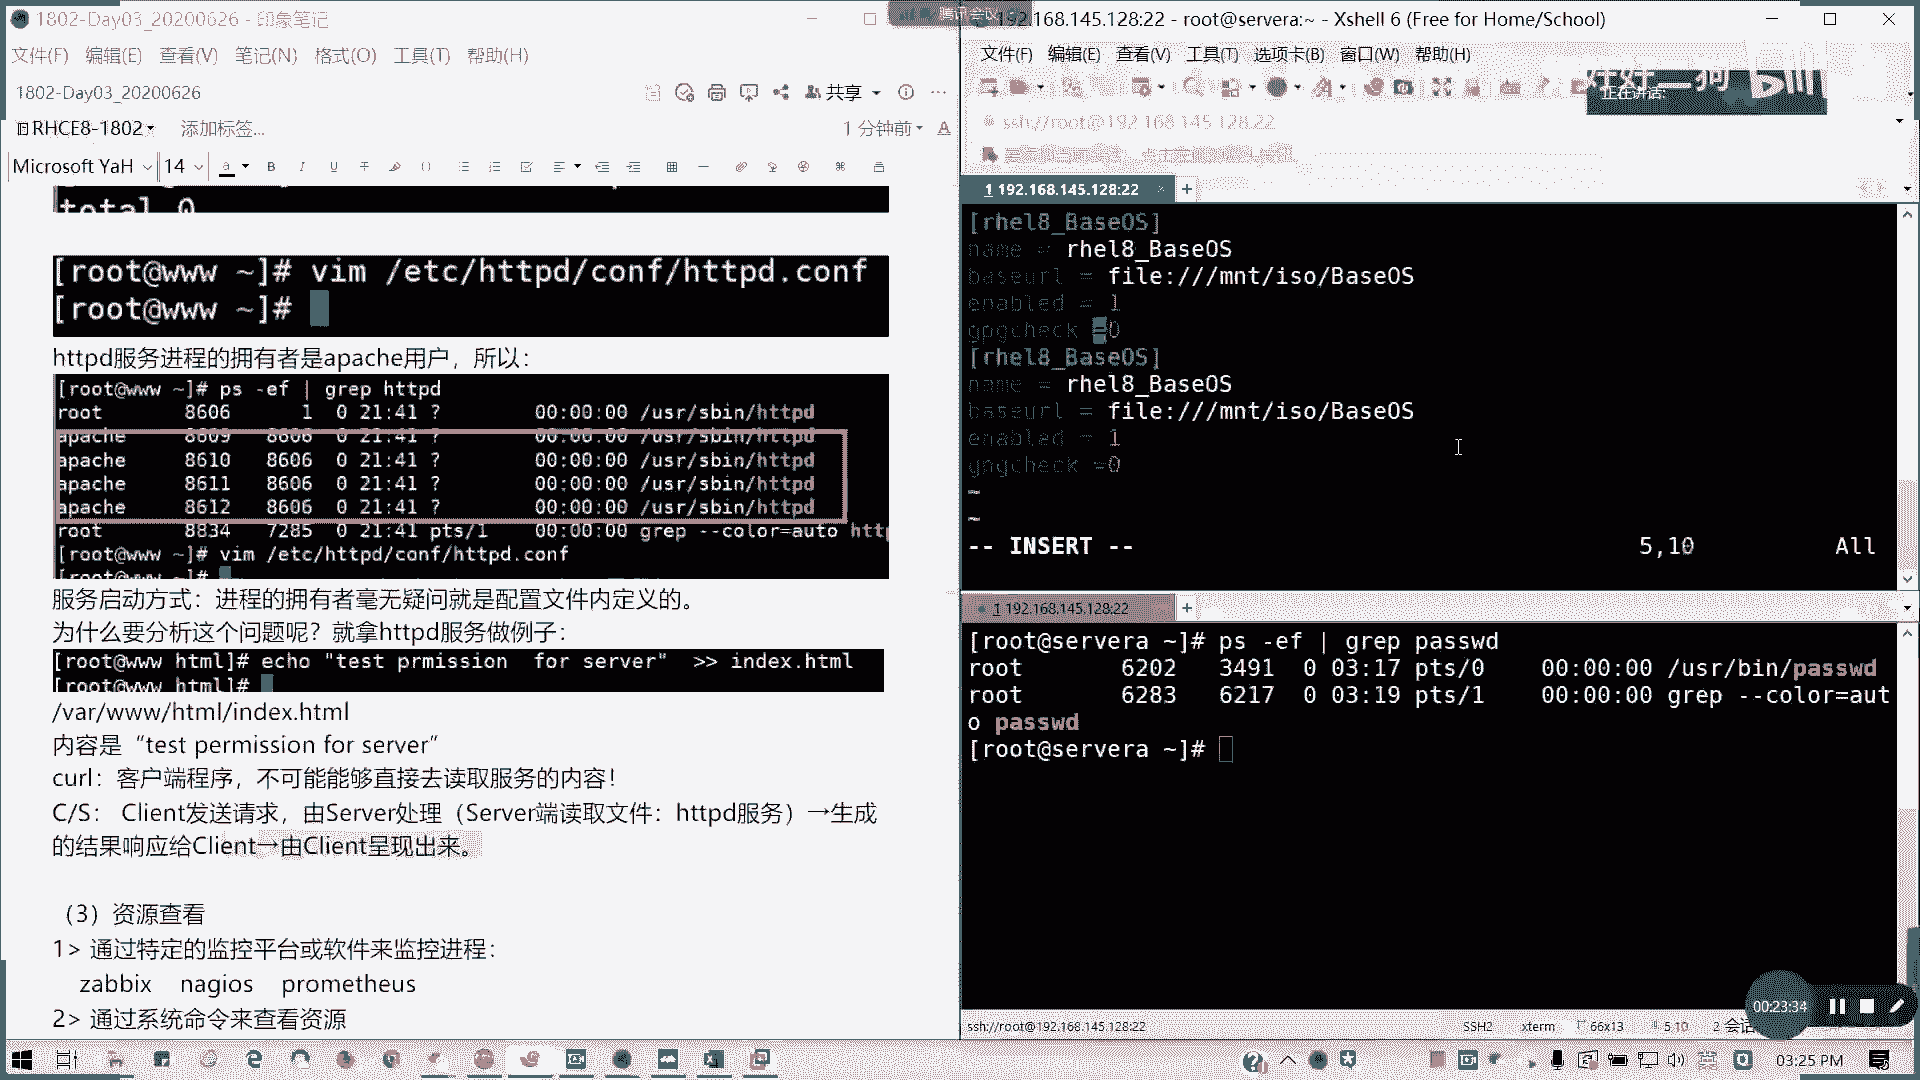 1802-Day03_20200626 - 印象笔记
文件(F) 编辑(E) 查看(V) 笔记(N) 格式(O) 工具(T) 帮助(H)
1802-Day03_20200626
共享
RHCE8-1802 添加标签...
1 分钟前
Microsoft YaH 14
total 0
[root@www ~]# vim /etc/httpd/conf/httpd.conf
[root@www ~]#
httpd服务进程的拥有者是apache用户，所以：
[root@www ~]# ps -ef | grep httpd
root 8606 1 0 21:41 ? 00:00:00 /usr/sbin/httpd
apache 8609 8606 0 21:41 ? 00:00:00 /usr/sbin/httpd
apache 8610 8606 0 21:41 ? 00:00:00 /usr/sbin/httpd
apache 8611 8606 0 21:41 ? 00:00:00 /usr/sbin/httpd
apache 8612 8606 0 21:41 ? 00:00:00 /usr/sbin/httpd
root 8834 7285 0 21:41 pts/1 00:00:00 grep --color=auto http
[root@www ~]# vim /etc/httpd/conf/httpd.conf
[root@www ~]#
服务启动方式：进程的拥有者毫无疑问就是配置文件内定义的。
为什么要分析这个问题呢？就拿httpd服务做例子：
[root@www html]# echo "test prmission for server" >> index.html
[root@www html]#
/var/www/html/index.html
内容是“test permission for server”
curl：客户端程序，不可能能够直接去读取服务的内容！
C/S： Client发送请求，由Server处理（Server端读取文件：httpd服务）→生成
的结果响应给Client→由Client呈现出来。
（3）资源查看
1> 通过特定的监控平台或软件来监控进程：
zabbix nagios prometheus
2> 通过系统命令来查看资源
腾讯会议
192.168.145.128:22 - root@servera:~ - Xshell 6 (Free for Home/School)
文件(F) 编辑(E) 查看(V) 工具(T) 选项卡(B) 窗口(W) 帮助(H)
正在讲话:
ssh://root@192.168.145.128:22
1 192.168.145.128:22
[rhel8_BaseOS]
name = rhel8_BaseOS
baseurl = file:///mnt/iso/BaseOS
enabled = 1
gpgcheck =0
[rhel8_BaseOS]
name = rhel8_BaseOS
baseurl = file:///mnt/iso/BaseOS
enabled = 1
gpgcheck =0
~
~
-- INSERT -- 5,10 All
1 192.168.145.128:22
[root@servera ~]# ps -ef | grep passwd
root 6202 3491 0 03:17 pts/0 00:00:00 /usr/bin/passwd
root 6283 6217 0 03:19 pts/1 00:00:00 grep --color=aut
o passwd
[root@servera ~]#
00:23:34
ssh://root@192.168.145.128:22 SSH2 xterm 66x13 5,10 2 会话
英
03:25 PM